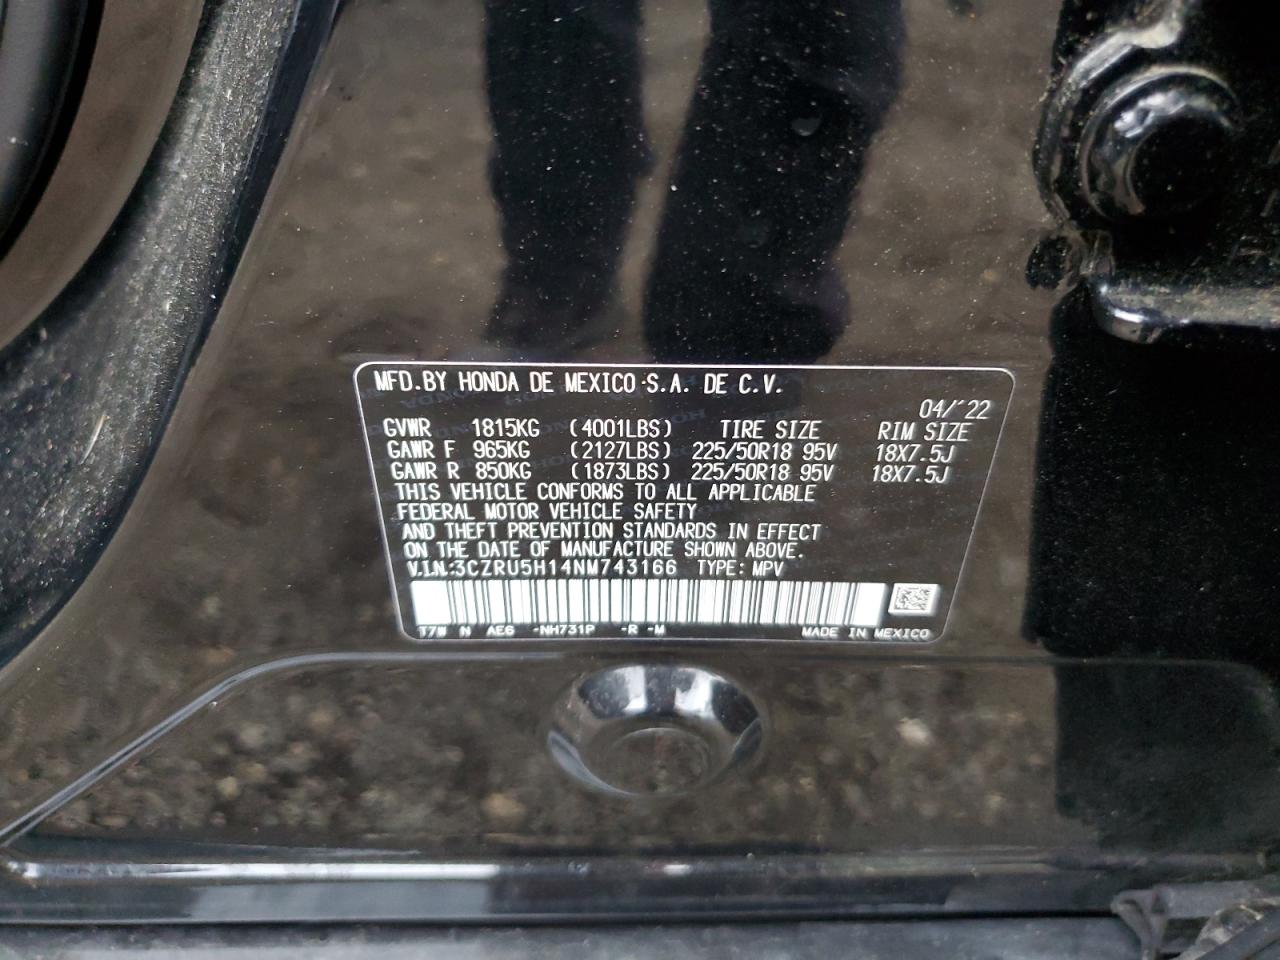 MFD.BY HONDA DE MEXICO S.A. DE C.V.
04/'22
GVWR 1815KG (4001LBS) TIRE SIZE RIM SIZE
GAWR F 965KG (2127LBS) 225/50R18 95V 18X7.5J
GAWR R 850KG (1873LBS) 225/50R18 95V 18X7.5J
THIS VEHICLE CONFORMS TO ALL APPLICABLE
FEDERAL MOTOR VEHICLE SAFETY
AND THEFT PREVENTION STANDARDS IN EFFECT
ON THE DATE OF MANUFACTURE SHOWN ABOVE.
V.I.N.:3CZRU5H14NM743166 TYPE: MPV
T7W N AE6 -NH731P -R -M MADE IN MEXICO